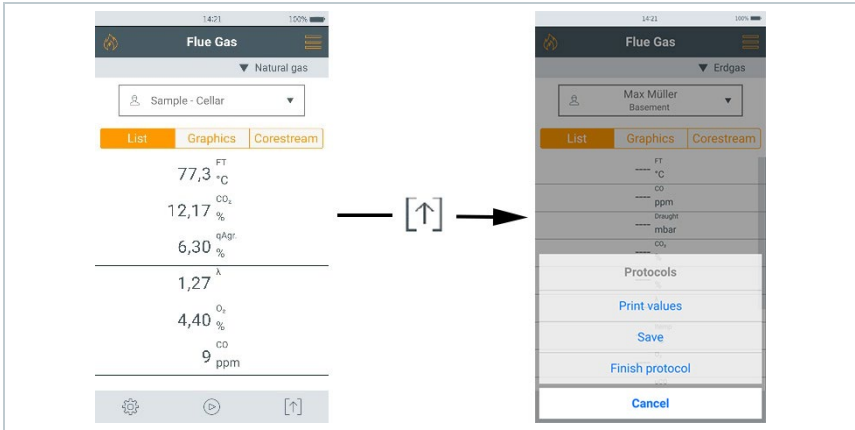 14:21 100%
Flue Gas
▼ Natural gas
Sample - Cellar ▼
List Graphics Corestream
77,3 FT °C
12,17 CO₂ %
6,30 qAgr. %
1,27 λ
4,40 O₂ %
9 CO ppm
[↑]
[↑]
14:21 100%
Flue Gas
▼ Erdgas
Max Müller ▼
Basement
List Graphics Corestream
---- FT °C
---- CO ppm
---- Draught mbar
---- CO₂ %
Protocols
Print values
Save
Finish protocol
Cancel